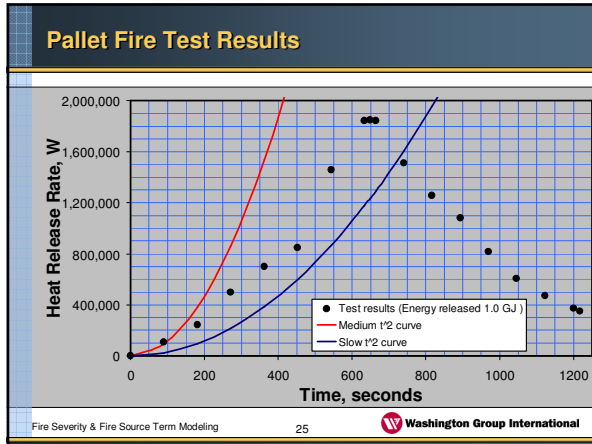 Pallet Fire Test Results
Heat Release Rate, W
2,000,000
1,600,000
1,200,000
800,000
400,000
0
Test results (Energy released 1.0 GJ )
Medium t^2 curve
Slow t^2 curve
0 200 400 600 800 1000 1200
Time, seconds
Fire Severity & Fire Source Term Modeling
25
Washington Group International